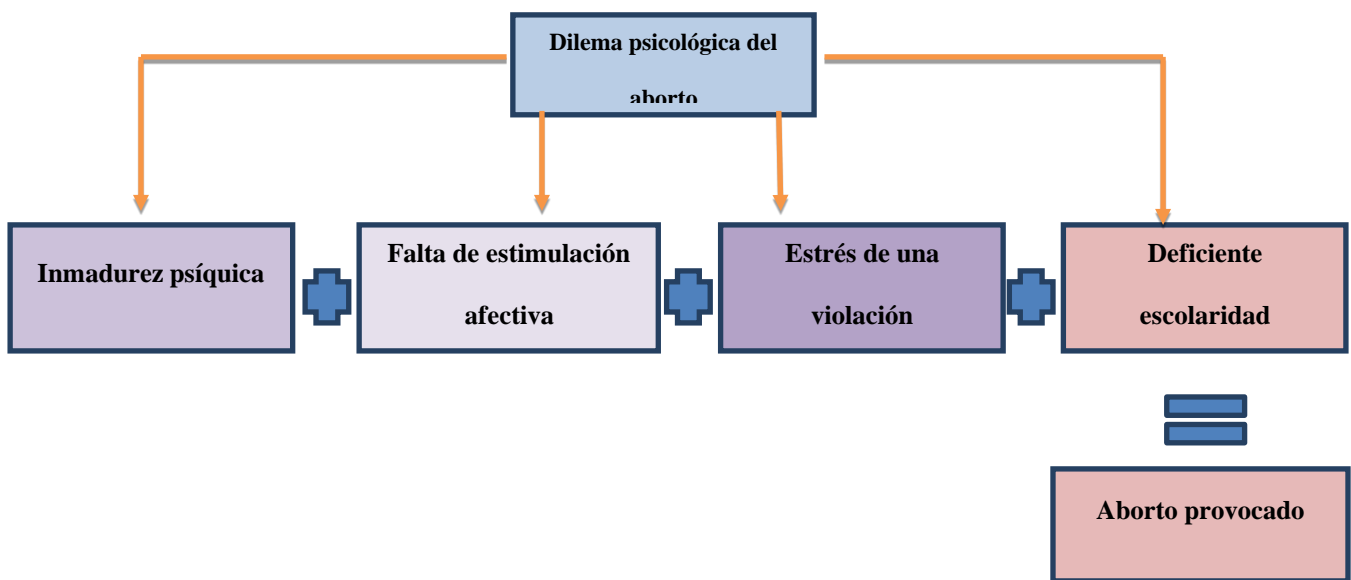 Dilema psicológica del
aborto
Inmadurez psíquica
Falta de estimulación
afectiva
Estrés de una
violación
Deficiente
escolaridad
Aborto provocado